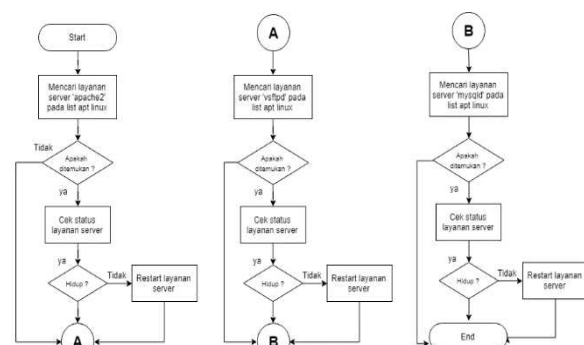 Start
Mencari layanan
server 'apache2'
pada list apt linux
Tidak
Apakah
ditemukan ?
ya
Cek status
layanan server
ya
Hidup ?
Tidak
Restart layanan
server
A
A
Mencari layanan
server 'vsftpd' pada
list apt linux
Apakah
ditemukan ?
ya
Cek status
layanan server
ya
Hidup ?
Tidak
Restart layanan
server
B
B
Mencari layanan
server 'mysqld' pada
list apt linux
Apakah
ditemukan ?
ya
Cek status
layanan server
ya
Hidup ?
Tidak
Restart layanan
server
End